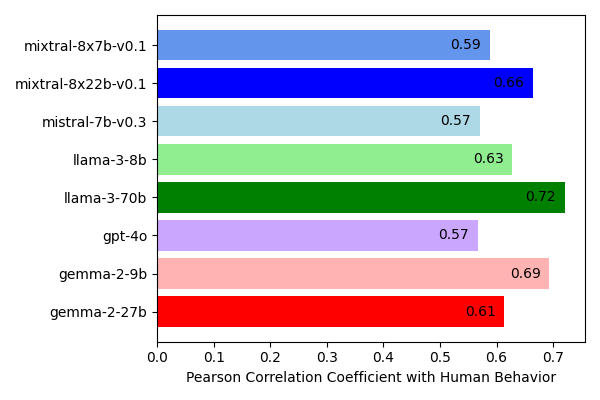 mixtral-8x7b-v0.1 0.59
mixtral-8x22b-v0.1 0.66
mistral-7b-v0.3 0.57
llama-3-8b 0.63
llama-3-70b 0.72
gpt-4o 0.57
gemma-2-9b 0.69
gemma-2-27b 0.61
0.0 0.1 0.2 0.3 0.4 0.5 0.6 0.7
Pearson Correlation Coefficient with Human Behavior